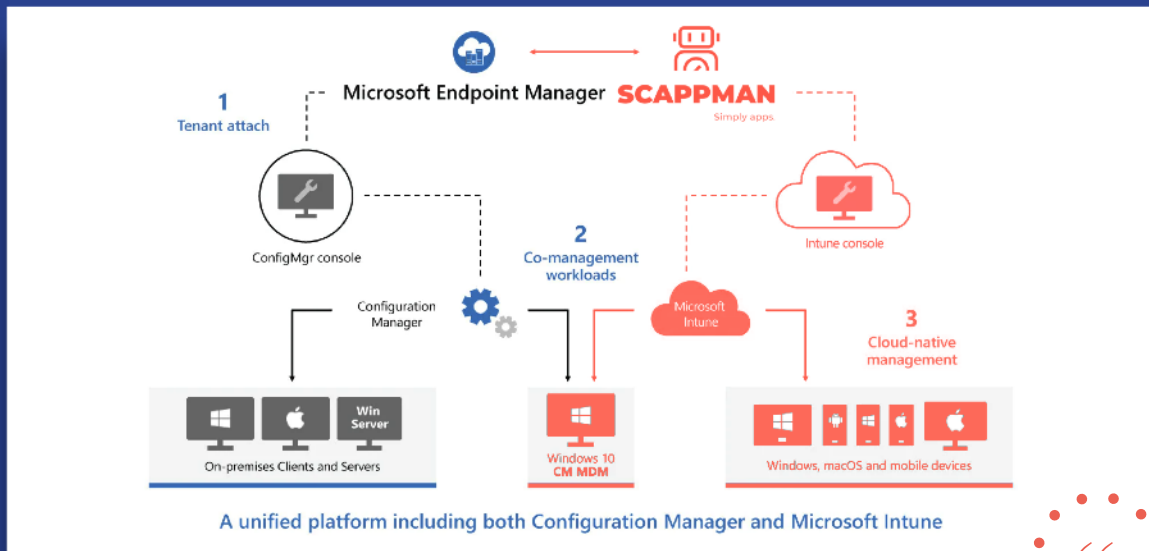 Microsoft Endpoint Manager
SCAPPMAN
Simply apps
1
Tenant attach
ConfigMgr console
Intune console
2
Co-management
workloads
Configuration
Manager
Microsoft
Intune
3
Cloud-native
management
Win
Server
On-premises Clients and Servers
Windows 10
CM MDM
Windows, macOS and mobile devices
A unified platform including both Configuration Manager and Microsoft Intune